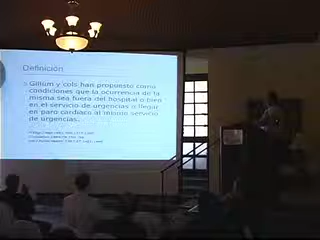 Definición
Gillum y cols han propuesto como
condiciones que la ocurrencia de la
misma sea fuera del hospital o bien
en el servicio de urgencias o llegar
en paro cardiaco al mismo servicio
de urgencias.